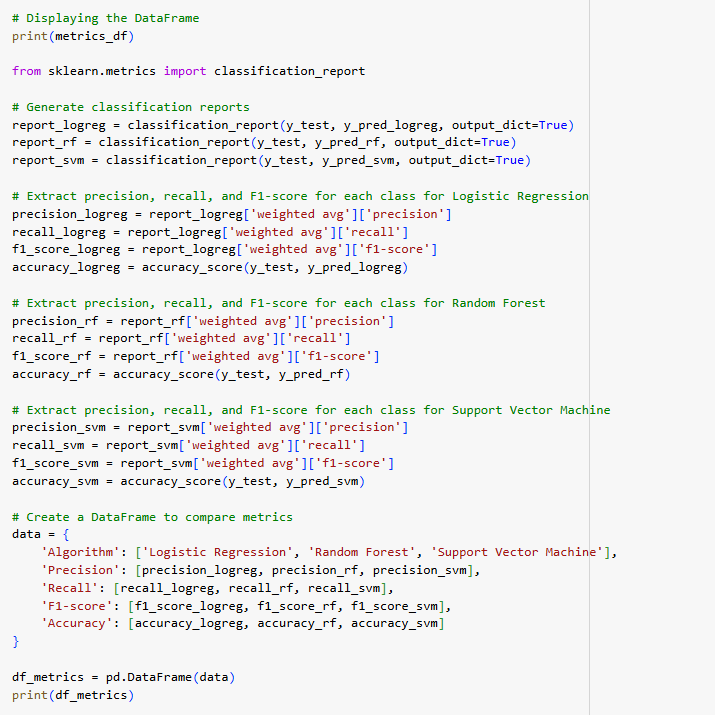 # Displaying the DataFrame
print(metrics_df)
from sklearn.metrics import classification_report
# Generate classification reports
report_logreg = classification_report(y_test, y_pred_logreg, output_dict=True)
report_rf = classification_report(y_test, y_pred_rf, output_dict=True)
report_svm = classification_report(y_test, y_pred_svm, output_dict=True)
# Extract precision, recall, and F1-score for each class for Logistic Regression
precision_logreg = report_logreg['weighted avg']['precision']
recall_logreg = report_logreg['weighted avg']['recall']
f1_score_logreg = report_logreg['weighted avg']['f1-score']
accuracy_logreg = accuracy_score(y_test, y_pred_logreg)
# Extract precision, recall, and F1-score for each class for Random Forest
precision_rf = report_rf['weighted avg']['precision']
recall_rf = report_rf['weighted avg']['recall']
f1_score_rf = report_rf['weighted avg']['f1-score']
accuracy_rf = accuracy_score(y_test, y_pred_rf)
# Extract precision, recall, and F1-score for each class for Support Vector Machine
precision_svm = report_svm['weighted avg']['precision']
recall_svm = report_svm['weighted avg']['recall']
f1_score_svm = report_svm['weighted avg']['f1-score']
accuracy_svm = accuracy_score(y_test, y_pred_svm)
# Create a DataFrame to compare metrics
data = {
    'Algorithm': ['Logistic Regression', 'Random Forest', 'Support Vector Machine'],
    'Precision': [precision_logreg, precision_rf, precision_svm],
    'Recall': [recall_logreg, recall_rf, recall_svm],
    'F1-score': [f1_score_logreg, f1_score_rf, f1_score_svm],
    'Accuracy': [accuracy_logreg, accuracy_rf, accuracy_svm]
}
df_metrics = pd.DataFrame(data)
print(df_metrics)